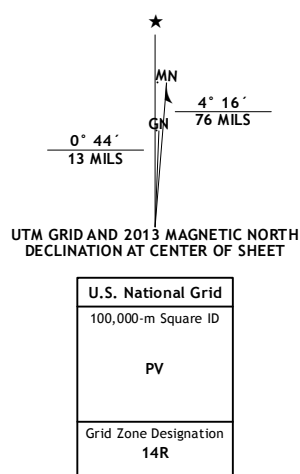 ★
MN
4° 16´
76 MILS
GN
0° 44´
13 MILS
UTM GRID AND 2013 MAGNETIC NORTH
DECLINATION AT CENTER OF SHEET
U.S. National Grid
100,000-m Square ID
PV
Grid Zone Designation
14R